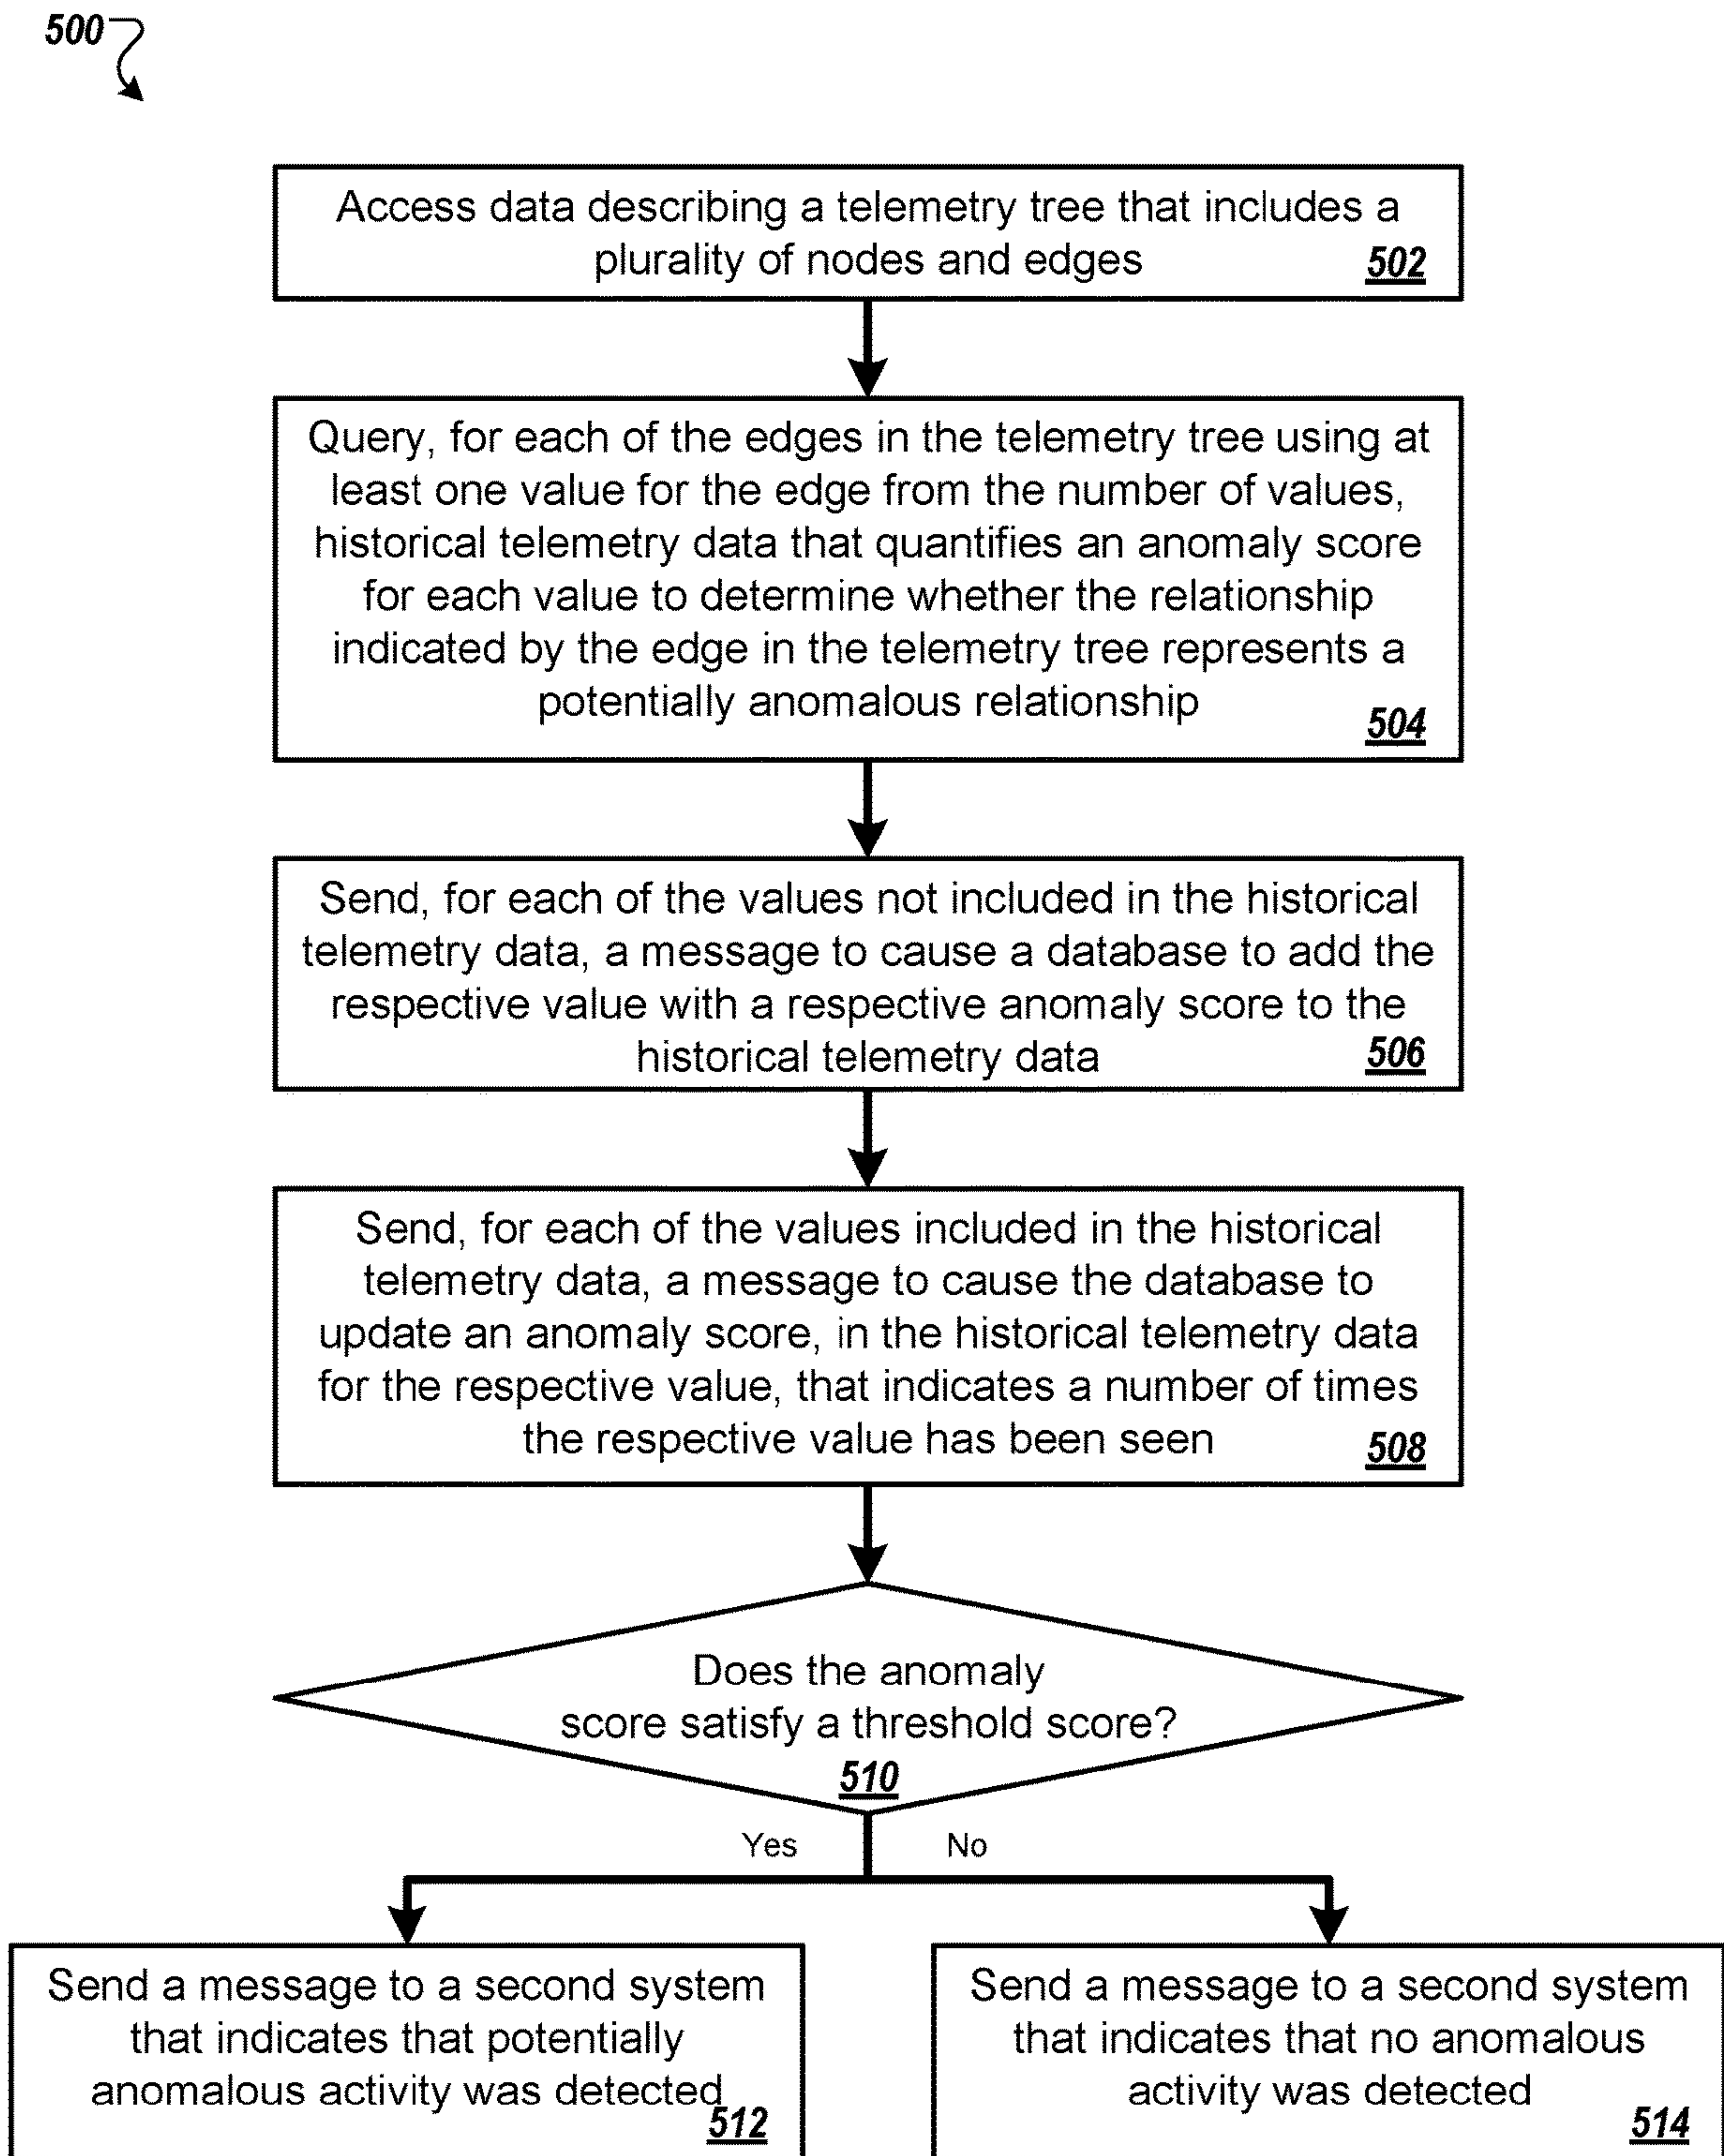 500
Access data describing a telemetry tree that includes a
plurality of nodes and edges
502
Query, for each of the edges in the telemetry tree using at
least one value for the edge from the number of values,
historical telemetry data that quantifies an anomaly score
for each value to determine whether the relationship
indicated by the edge in the telemetry tree represents a
potentially anomalous relationship
504
Send, for each of the values not included in the historical
telemetry data, a message to cause a database to add the
respective value with a respective anomaly score to the
historical telemetry data
506
Send, for each of the values included in the historical
telemetry data, a message to cause the database to
update an anomaly score, in the historical telemetry data
for the respective value, that indicates a number of times
the respective value has been seen
508
Does the anomaly
score satisfy a threshold score?
510
Yes
No
Send a message to a second system
that indicates that potentially
anomalous activity was detected
512
Send a message to a second system
that indicates that no anomalous
activity was detected
514